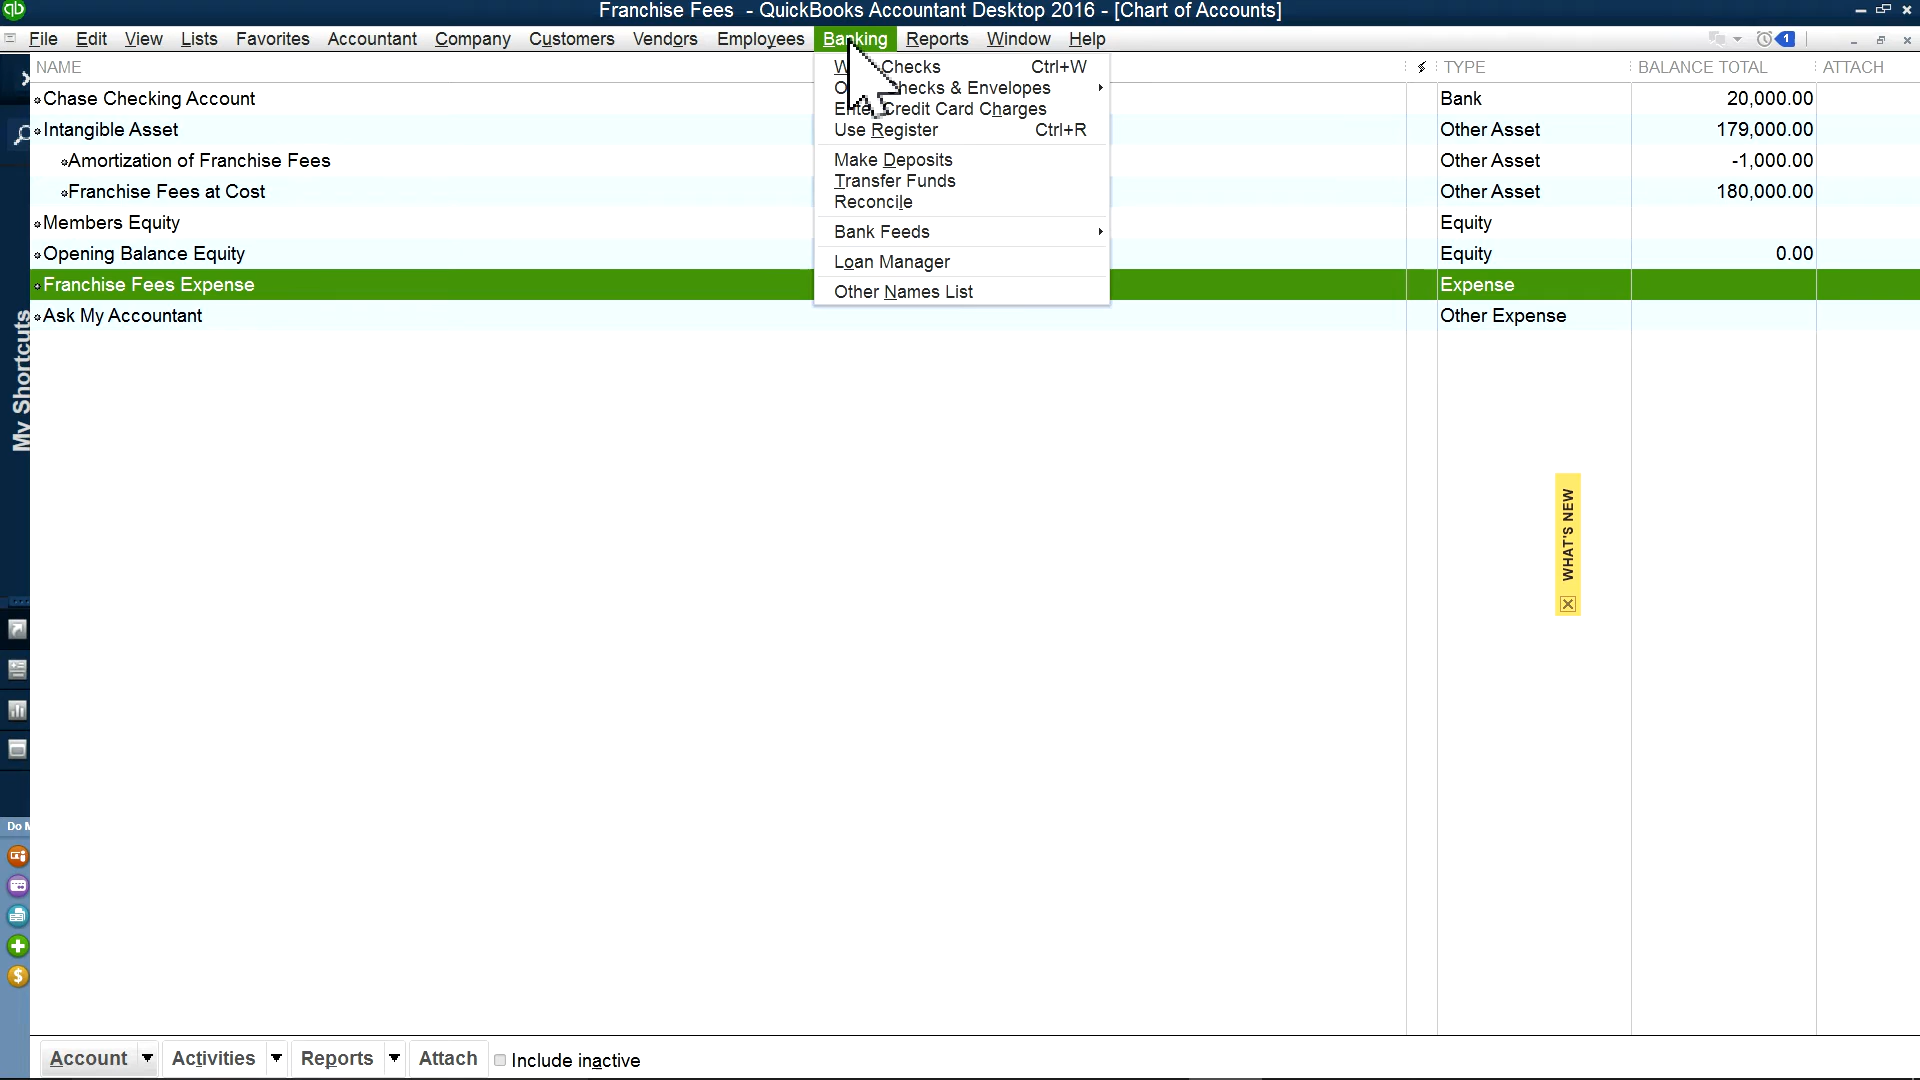 Franchise Fees - QuickBooks Accountant Desktop 2016 - [Chart of Accounts]
File Edit View Lists Favorites Accountant Company Customers Vendors Employees Banking Reports Window Help 1
NAME TYPE BALANCE TOTAL ATTACH
Chase Checking Account Bank 20,000.00
Intangible Asset Other Asset 179,000.00
Amortization of Franchise Fees Other Asset -1,000.00
Franchise Fees at Cost Other Asset 180,000.00
Members Equity Equity
Opening Balance Equity Equity 0.00
Franchise Fees Expense Expense
Ask My Accountant Other Expense
Checks Ctrl+W
& Envelopes
Credit Card Charges
Use Register Ctrl+R
Make Deposits
Transfer Funds
Reconcile
Bank Feeds
Loan Manager
Other Names List
My Shortcuts
WHAT'S NEW
Do
Account Activities Reports Attach Include inactive